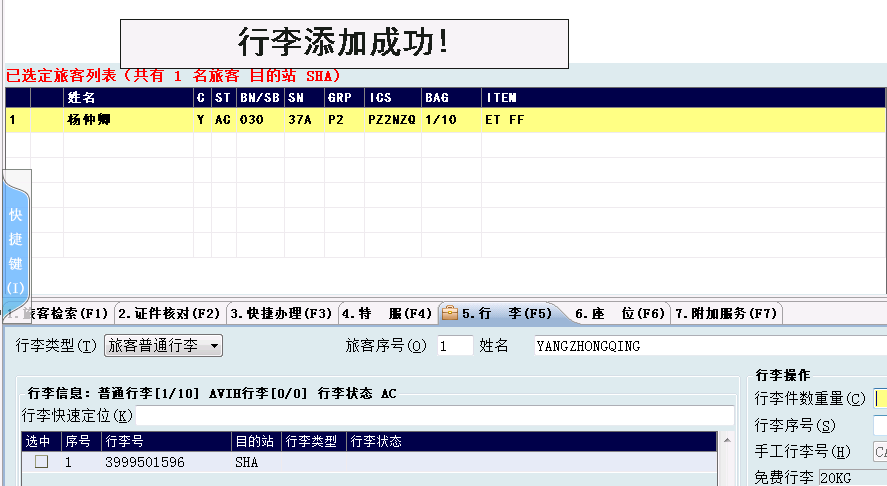 行李添加成功!
已选定旅客列表（共有 1 名旅客 目的站 SHA）
姓名 C ST BN/SB SN GRP ICS BAG ITEM
1 杨仲卿 Y AC 030 37A P2 PZ2NZQ 1/10 ET FF
快
捷
键
(I)
1.旅客检索(F1) 2.证件核对(F2) 3.快捷办理(F3) 4.特 服(F4) 5.行 李(F5) 6.座 位(F6) 7.附加服务(F7)
行李类型(T) 旅客普通行李 旅客序号(O) 1 姓名 YANGZHONGQING
行李信息: 普通行李[1/10] AVIH行李[0/0] 行李状态 AC
行李快速定位(K)
选中 序号 行李号 目的站 行李类型 行李状态
1 3999501596 SHA
行李操作
行李件数重量(C)
行李序号(S)
手工行李号(H) CA
免费行李 20KG